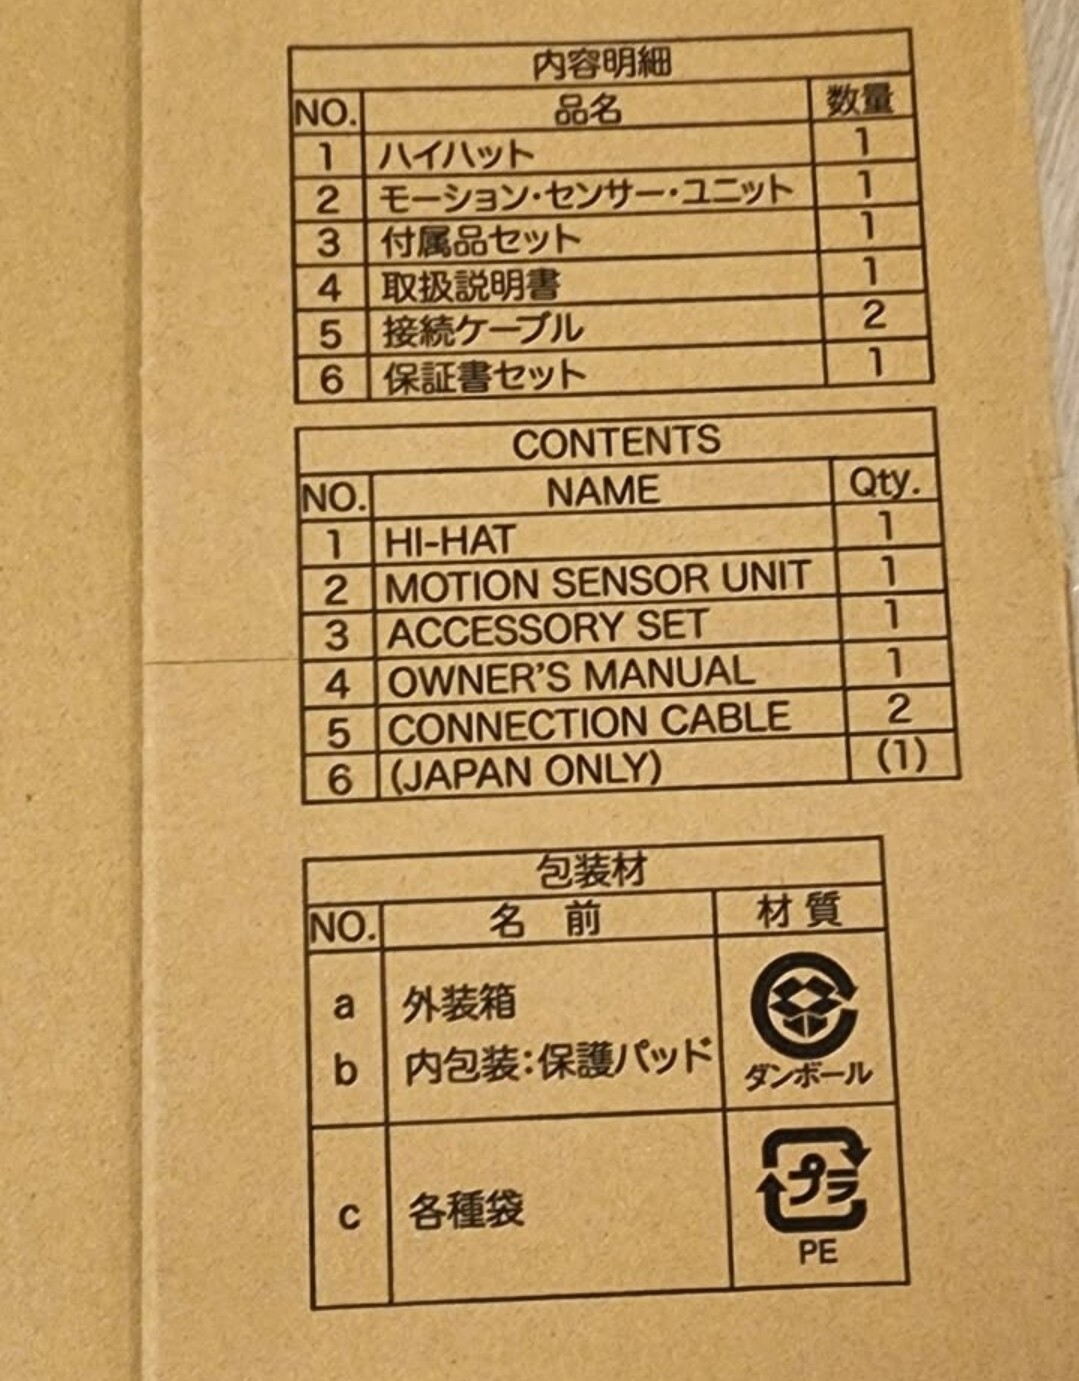 内容明細
NO. 品名 数量
1 ハイハット 1
2 モーション・センサー・ユニット 1
3 付属品セット 1
4 取扱説明書 1
5 接続ケーブル 2
6 保証書セット 1
CONTENTS
NO. NAME Qty.
1 HI-HAT 1
2 MOTION SENSOR UNIT 1
3 ACCESSORY SET 1
4 OWNER'S MANUAL 1
5 CONNECTION CABLE 2
6 (JAPAN ONLY) (1)
包装材
NO. 名 前 材 質
a 外装箱
b 内包装：保護パッド
ダンボール
c 各種袋 プラ
PE